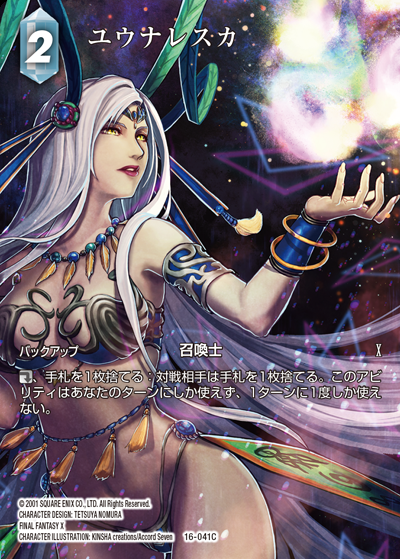 2
ユウナレスカ
バックアップ 召喚士 X
、手札を1枚捨てる：対戦相手は手札を1枚捨てる。このアビ
リティはあなたのターンにしか使えず、1ターンに1度しか使え
ない。
© 2001 SQUARE ENIX CO., LTD. All Rights Reserved.
CHARACTER DESIGN: TETSUYA NOMURA
FINAL FANTASY X
CHARACTER ILLUSTRATION: KINSHA creations/Accord Seven
16-041C